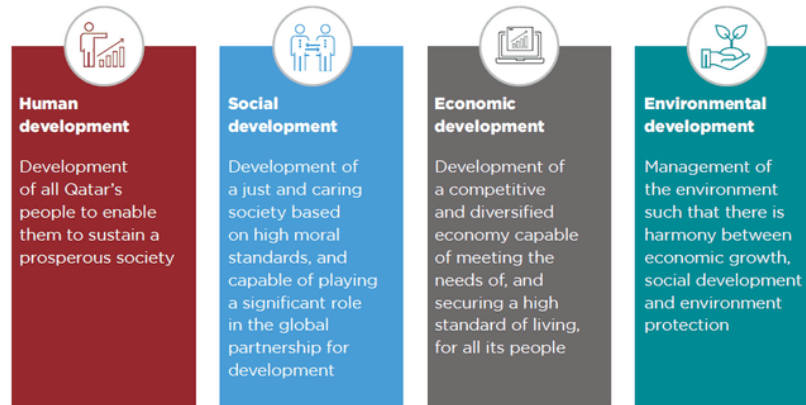 Human
development
Development
of all Qatar's
people to enable
them to sustain a
prosperous society
Social
development
Development of
a just and caring
society based
on high moral
standards, and
capable of playing
a significant role
in the global
partnership for
development
Economic
development
Development of
a competitive
and diversified
economy capable
of meeting the
needs of, and
securing a high
standard of living,
for all its people
Environmental
development
Management of
the environment
such that there is
harmony between
economic growth,
social development
and environment
protection